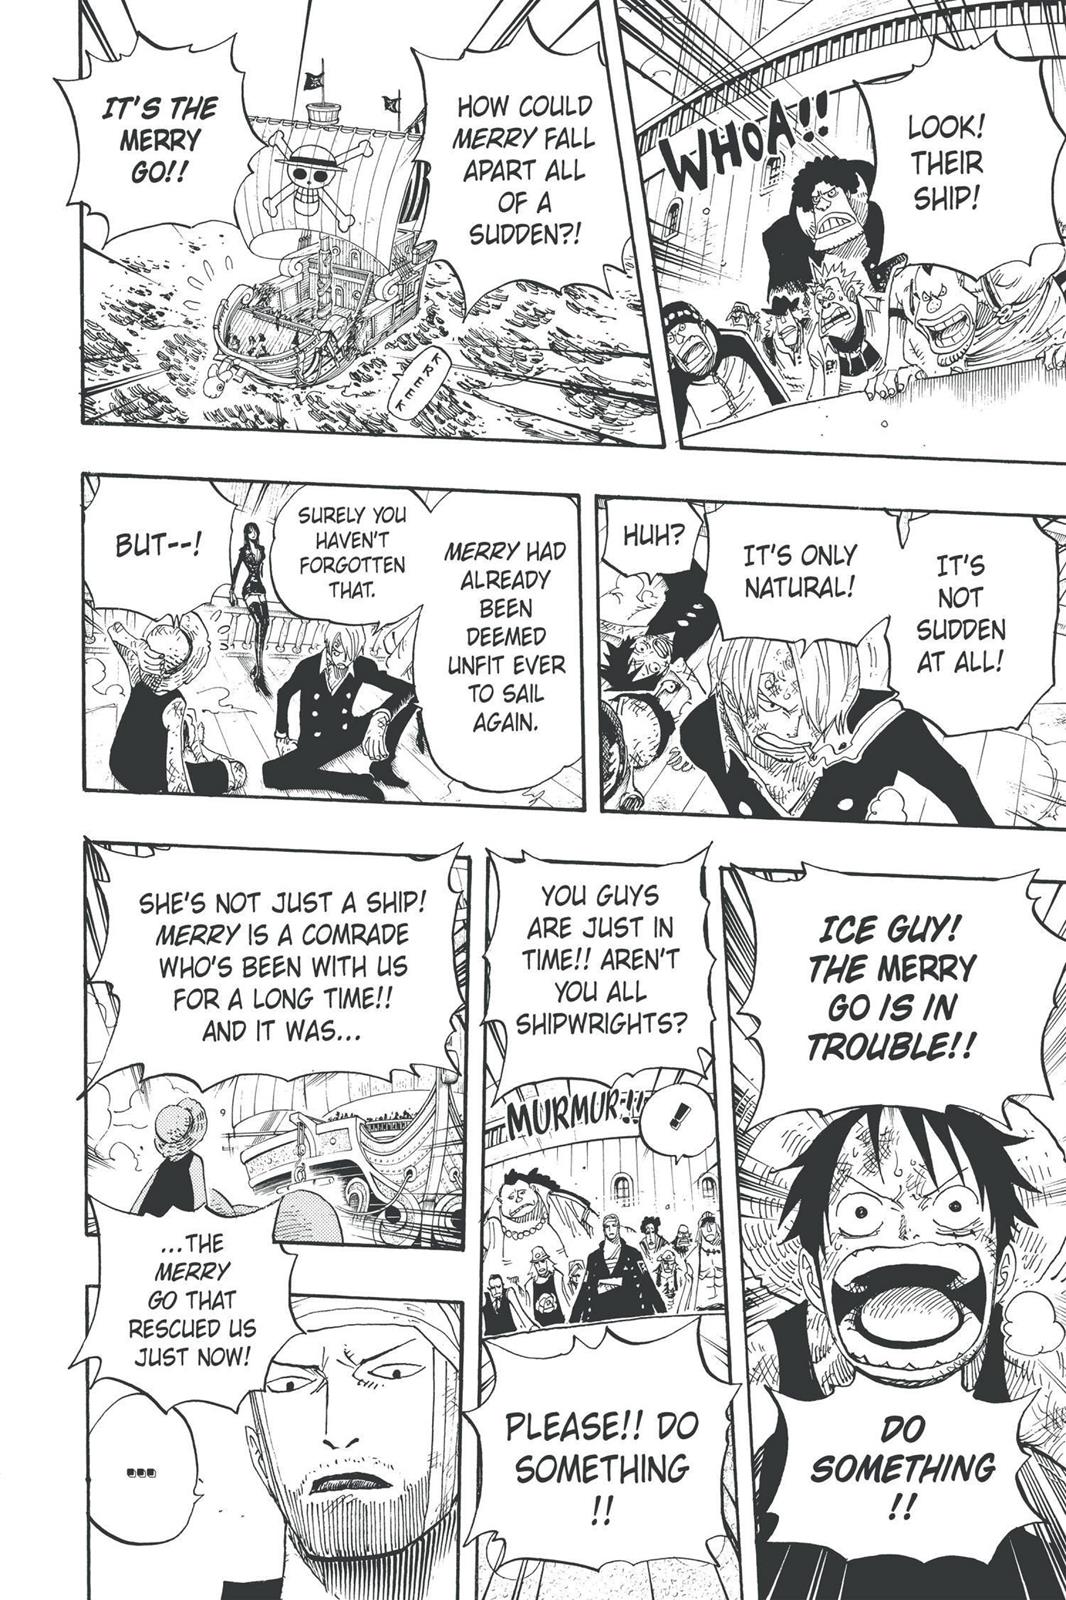 LOOK!
THEIR
SHIP!
WHOA!!
HOW COULD
MERRY FALL
APART ALL
OF A
SUDDEN?!
IT'S THE
MERRY
GO!!
KREEK
IT'S
NOT
SUDDEN
AT ALL!
IT'S ONLY
NATURAL!
HUH?
MERRY HAD
ALREADY
BEEN
DEEMED
UNFIT EVER
TO SAIL
AGAIN.
SURELY YOU
HAVEN'T
FORGOTTEN
THAT.
BUT--!
ICE GUY!
THE MERRY
GO IS IN
TROUBLE!!
DO
SOMETHING
!!
YOU GUYS
ARE JUST IN
TIME!! AREN'T
YOU ALL
SHIPWRIGHTS?
MURMUR!!
!
PLEASE!! DO
SOMETHING
!!
SHE'S NOT JUST A SHIP!
MERRY IS A COMRADE
WHO'S BEEN WITH US
FOR A LONG TIME!!
AND IT WAS...
...THE
MERRY
GO THAT
RESCUED US
JUST NOW!
...